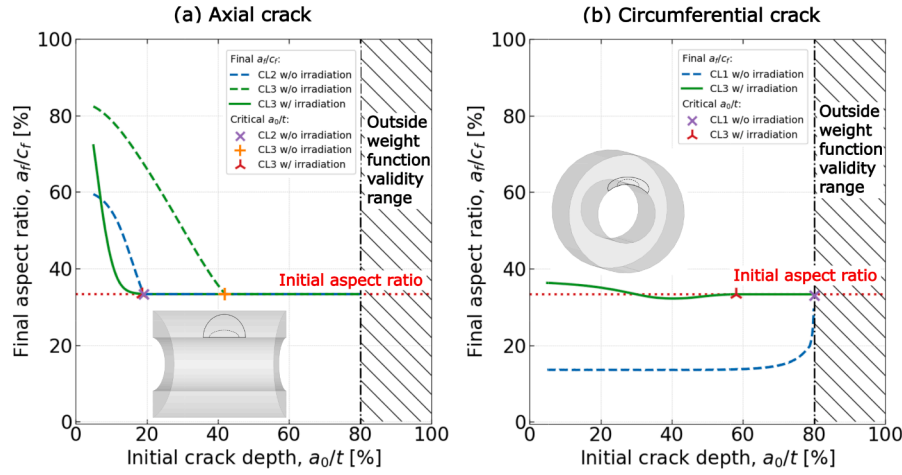 (a) Axial crack
100
80
60
40
20
0
0
20
40
60
80
100
Final aspect ratio, a_f/c_f [%]
Initial crack depth, a_0/t [%]
Final a_f/c_f:
CL2 w/o irradiation
CL3 w/o irradiation
CL3 w/ irradiation
Critical a_0/t:
CL2 w/o irradiation
CL3 w/o irradiation
CL3 w/ irradiation
Outside
weight
function
validity
range
Initial aspect ratio
(b) Circumferential crack
100
80
60
40
20
0
0
20
40
60
80
100
Final aspect ratio, a_f/c_f [%]
Initial crack depth, a_0/t [%]
Final a_f/c_f:
CL1 w/o irradiation
CL3 w/ irradiation
Critical a_0/t:
CL1 w/o irradiation
CL3 w/ irradiation
Outside
weight
function
validity
range
Initial aspect ratio